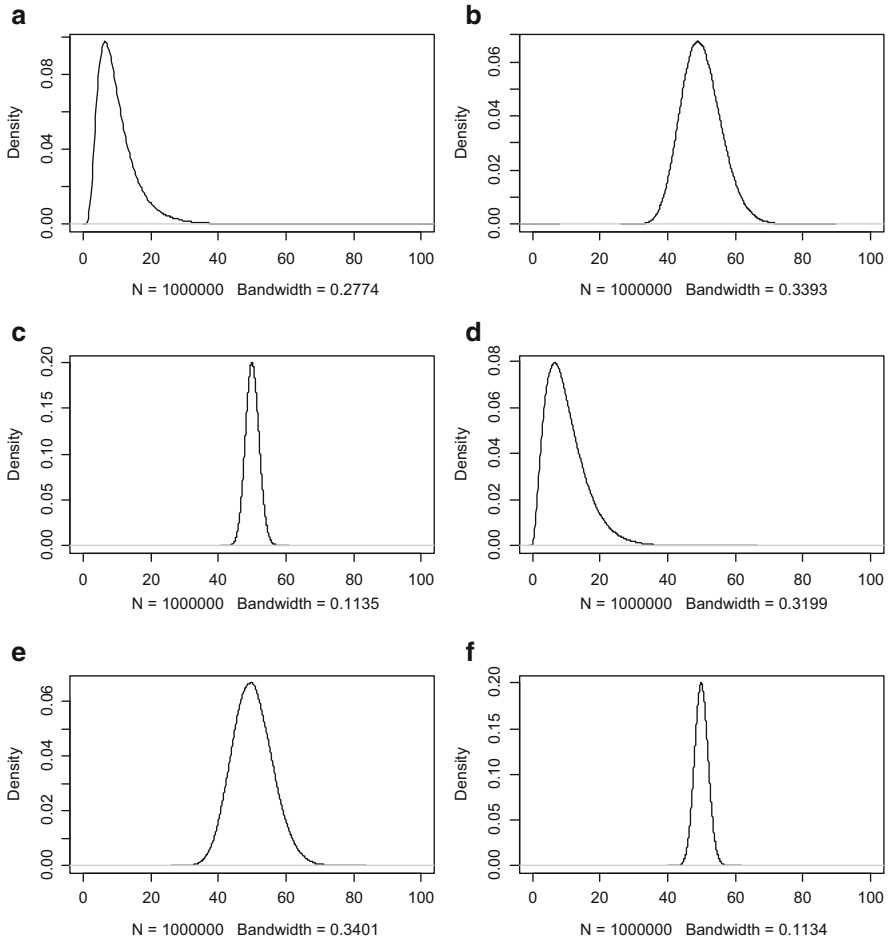 a
Density
0.00 0.04 0.08
0 20 40 60 80 100
N = 1000000 Bandwidth = 0.2774
b
Density
0.00 0.02 0.04 0.06
0 20 40 60 80 100
N = 1000000 Bandwidth = 0.3393
c
Density
0.00 0.05 0.10 0.15 0.20
0 20 40 60 80 100
N = 1000000 Bandwidth = 0.1135
d
Density
0.00 0.02 0.04 0.06 0.08
0 20 40 60 80 100
N = 1000000 Bandwidth = 0.3199
e
Density
0.00 0.02 0.04 0.06
0 20 40 60 80 100
N = 1000000 Bandwidth = 0.3401
f
Density
0.00 0.05 0.10 0.15 0.20
0 20 40 60 80 100
N = 1000000 Bandwidth = 0.1134